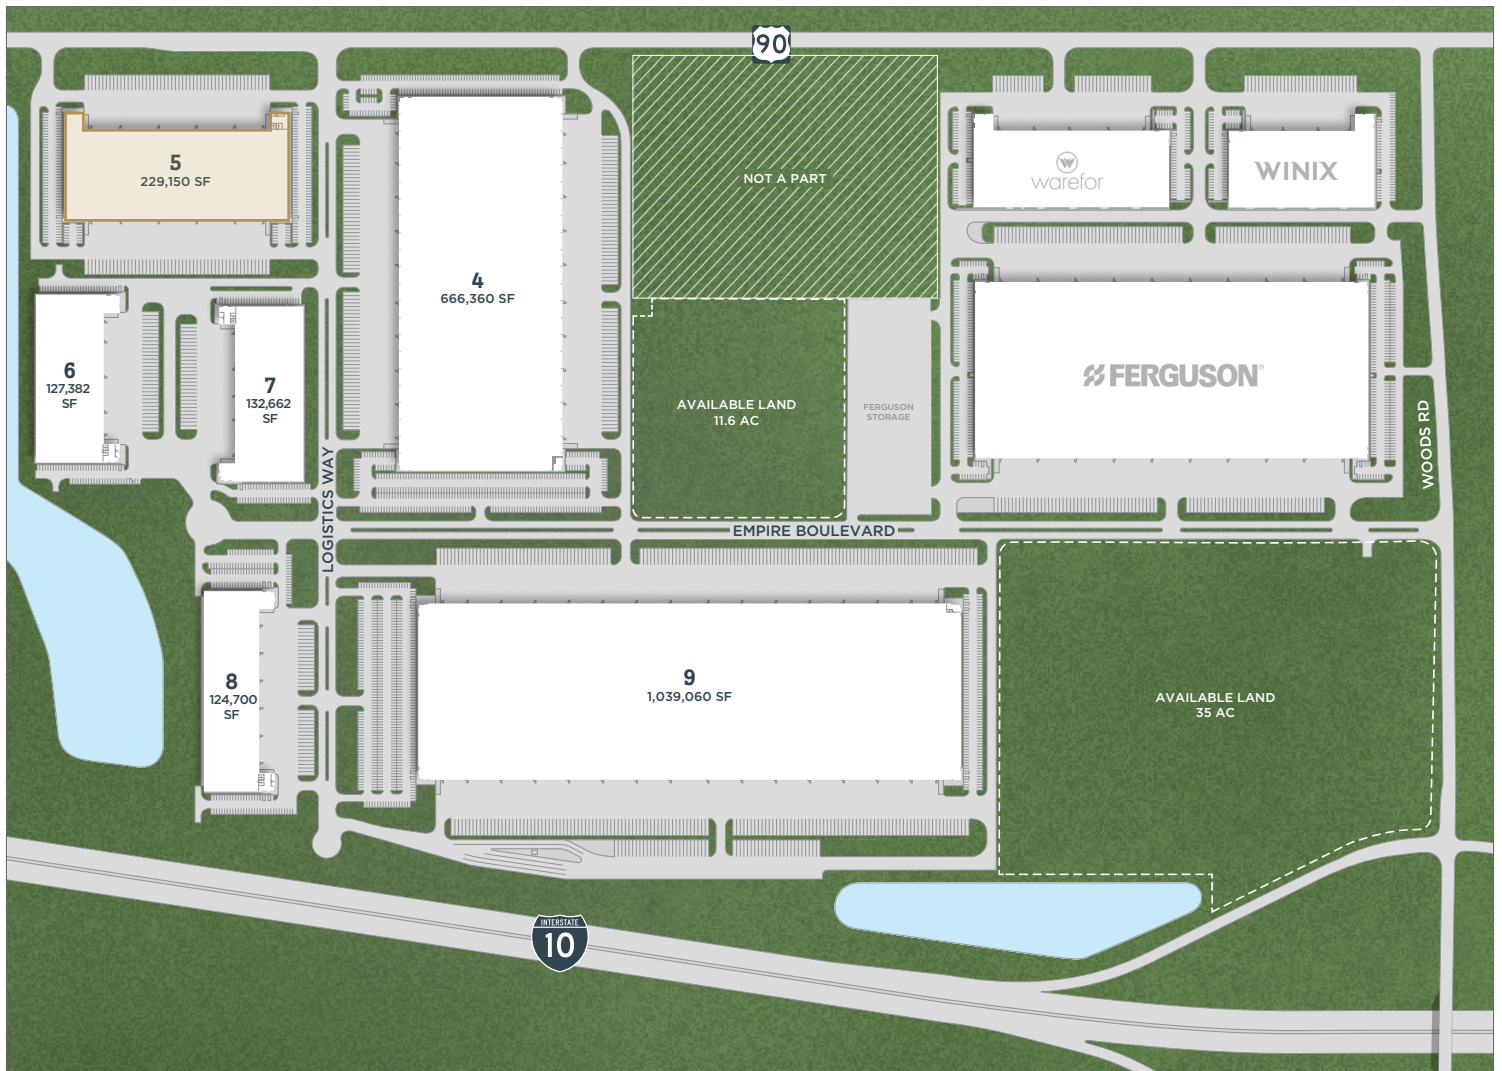 90
5
229,150 SF
NOT A PART
warefor
WINIX
4
666,360 SF
6
127,382
SF
7
132,662
SF
AVAILABLE LAND
11.6 AC
FERGUSON
STORAGE
FERGUSON®
WOODS RD
LOGISTICS WAY
EMPIRE BOULEVARD
8
124,700
SF
9
1,039,060 SF
AVAILABLE LAND
35 AC
INTERSTATE
10